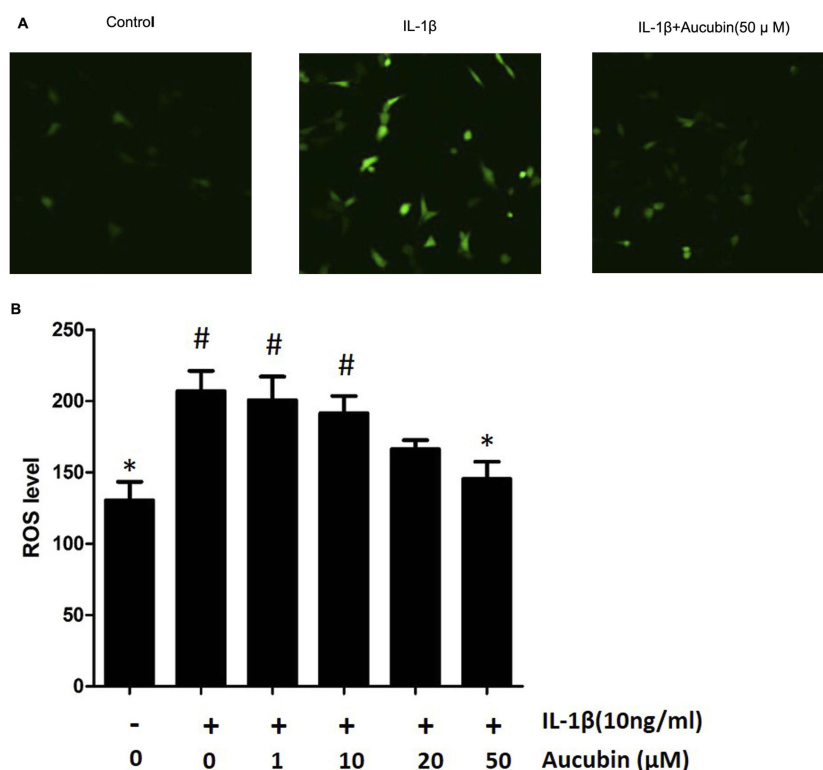 A
Control
IL-1β
IL-1β+Aucubin(50 μ M)
B
250
200
150
100
50
0
ROS level
*
#
#
#
*
- + + + + + IL-1β(10ng/ml)
0 0 1 10 20 50 Aucubin (μM)